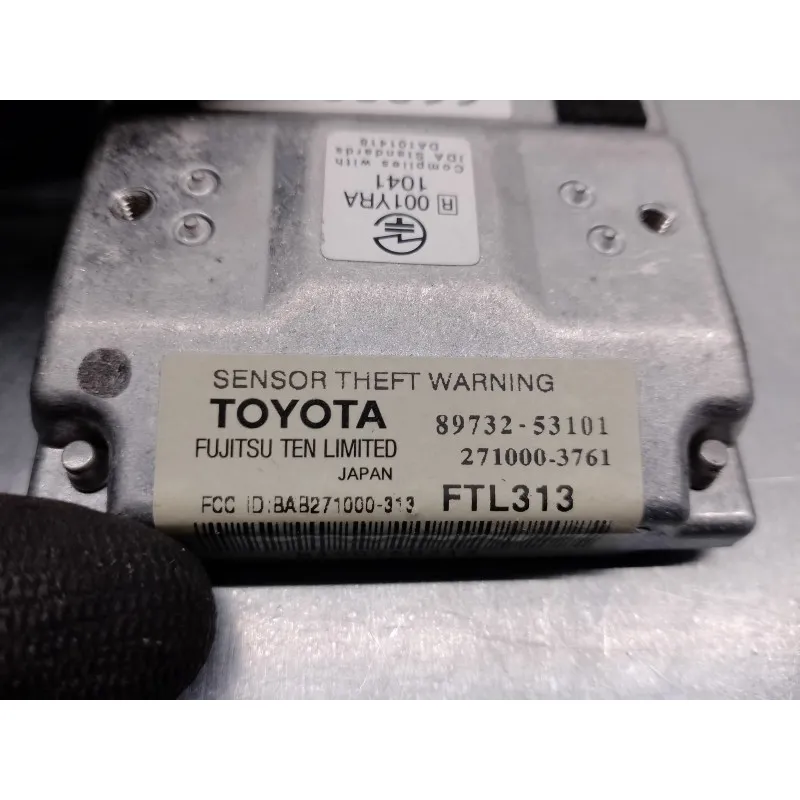 Complies with
IDA Standards
DA101418
R 001YRA
1041
SENSOR THEFT WARNING
TOYOTA 89732-53101
FUJITSU TEN LIMITED 271000-3761
JAPAN
FCC ID:BAB271000-313 FTL313